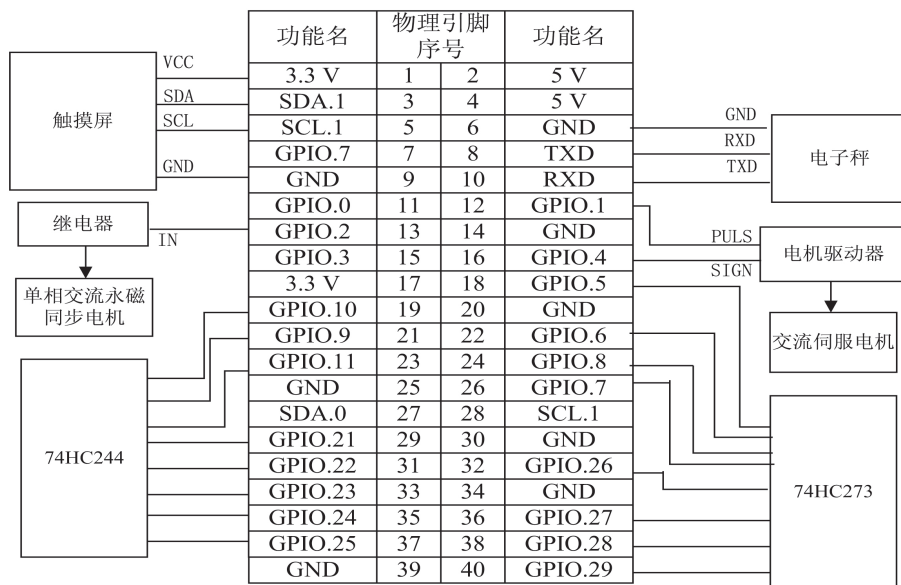 功能名 物理引脚序号 功能名
3.3 V 1 2 5 V
SDA.1 3 4 5 V
SCL.1 5 6 GND
GPIO.7 7 8 TXD
GND 9 10 RXD
GPIO.0 11 12 GPIO.1
GPIO.2 13 14 GND
GPIO.3 15 16 GPIO.4
3.3 V 17 18 GPIO.5
GPIO.10 19 20 GND
GPIO.9 21 22 GPIO.6
GPIO.11 23 24 GPIO.8
GND 25 26 GPIO.7
SDA.0 27 28 SCL.1
GPIO.21 29 30 GND
GPIO.22 31 32 GPIO.26
GPIO.23 33 34 GND
GPIO.24 35 36 GPIO.27
GPIO.25 37 38 GPIO.28
GND 39 40 GPIO.29
触摸屏
VCC
SDA
SCL
GND
继电器
IN
单相交流永磁
同步电机
74HC244
GND
RXD
TXD
电子秤
PULS
SIGN
电机驱动器
交流伺服电机
74HC273